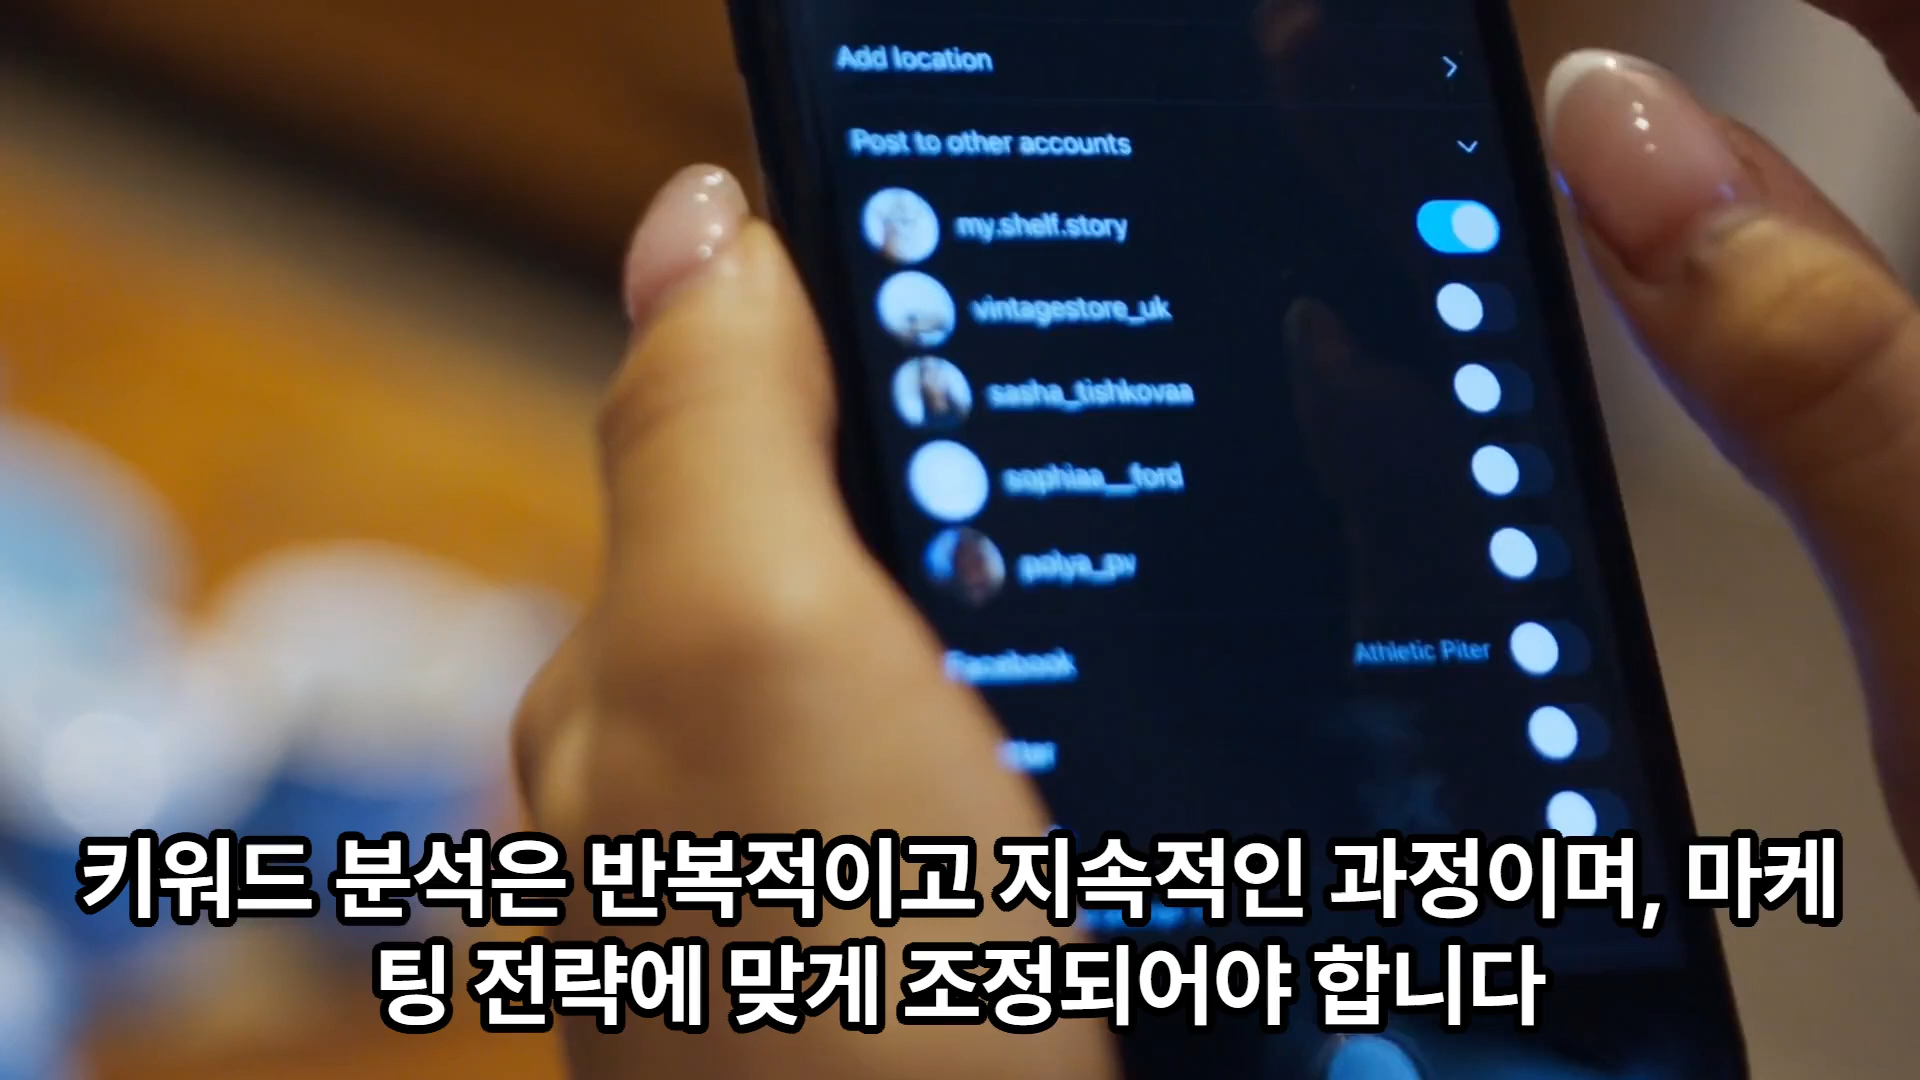 Add location
Post to other accounts
my.shelf.story
vintagestore_uk
sasha_tishkovaa
sophiaa__ford
polya_pv
Facebook
Athletic Piter
키워드 분석은 반복적이고 지속적인 과정이며, 마케
팅 전략에 맞게 조정되어야 합니다